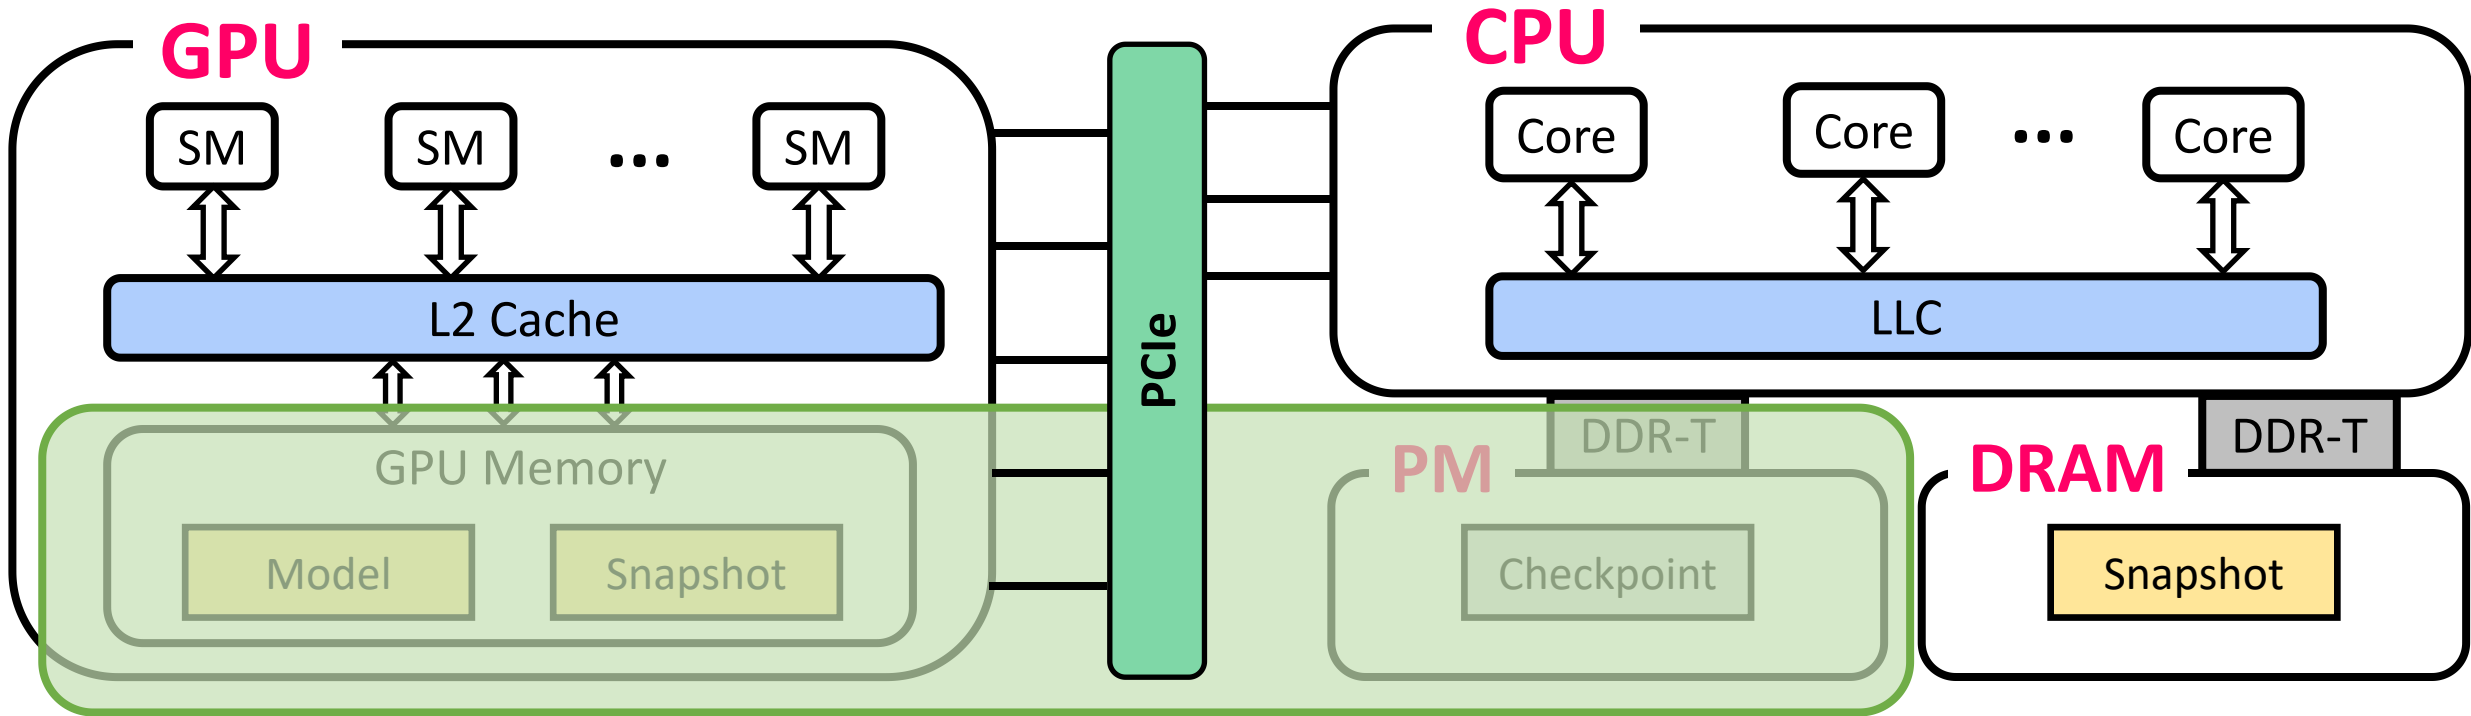 GPU
CPU
SM
SM
...
SM
Core
Core
...
Core
L2 Cache
LLC
PCIe
GPU Memory
Model
Snapshot
DDR-T
PM
Checkpoint
DDR-T
DRAM
Snapshot